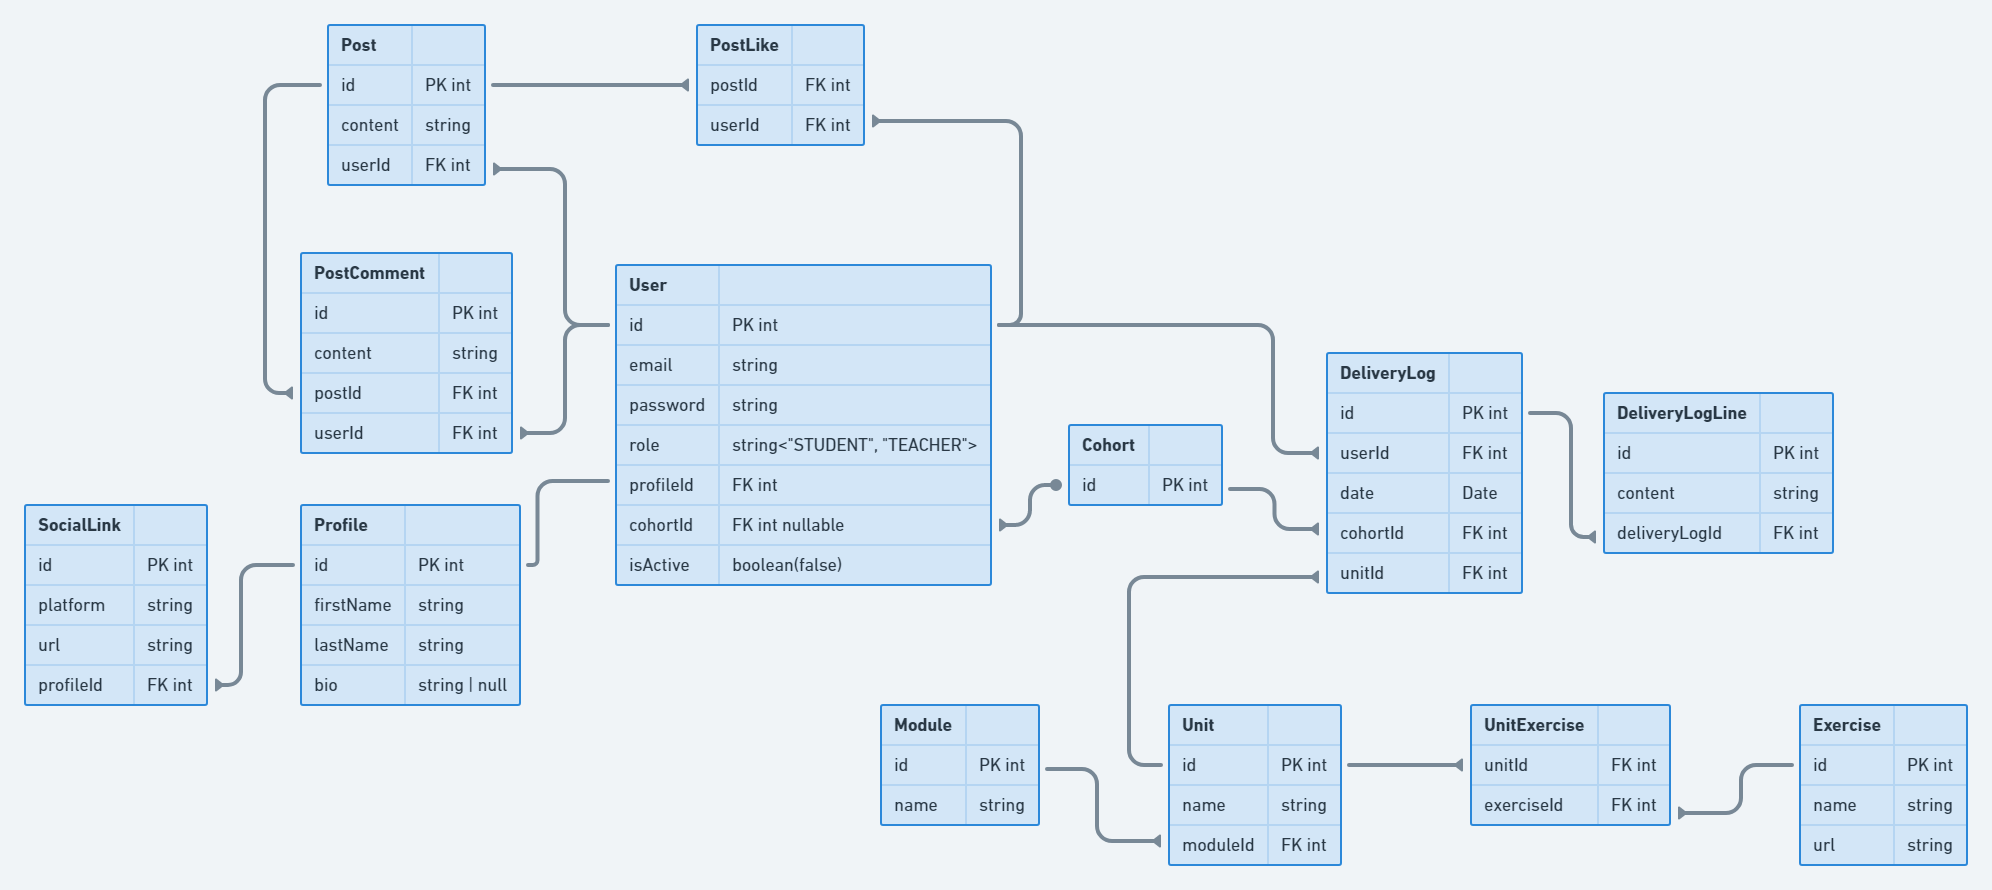 Post
id PK int
content string
userId FK int
PostLike
postId FK int
userId FK int
PostComment
id PK int
content string
postId FK int
userId FK int
User
id PK int
email string
password string
role string<"STUDENT", "TEACHER">
profileId FK int
cohortId FK int nullable
isActive boolean(false)
Cohort
id PK int
DeliveryLog
id PK int
userId FK int
date Date
cohortId FK int
unitId FK int
DeliveryLogLine
id PK int
content string
deliveryLogId FK int
SocialLink
id PK int
platform string
url string
profileId FK int
Profile
id PK int
firstName string
lastName string
bio string | null
Module
id PK int
name string
Unit
id PK int
name string
moduleId FK int
UnitExercise
unitId FK int
exerciseId FK int
Exercise
id PK int
name string
url string